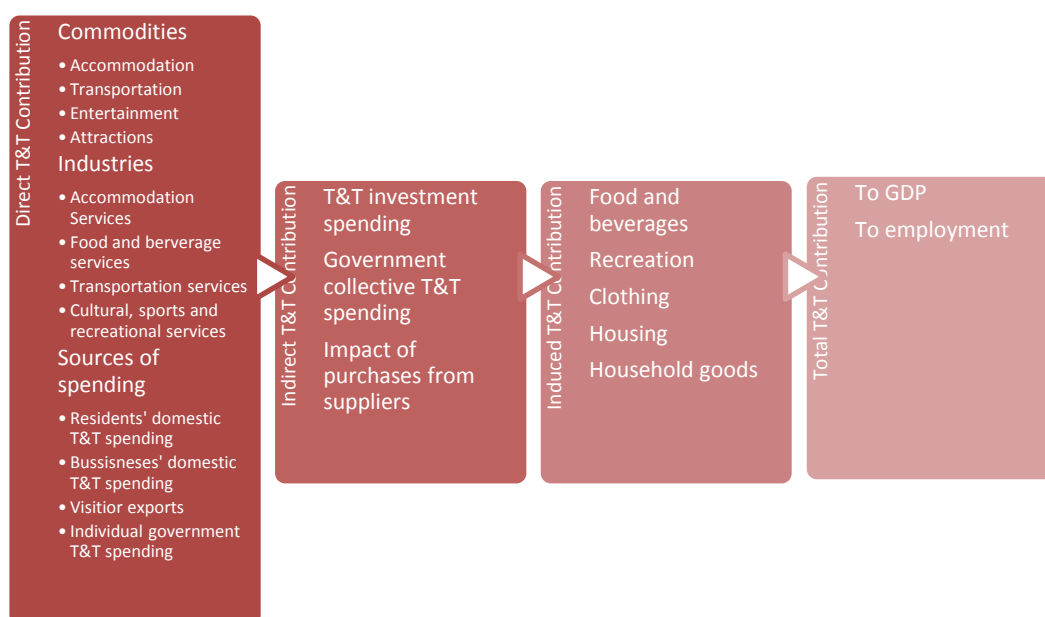 Direct T&T Contribution
Commodities
• Accommodation
• Transportation
• Entertainment
• Attractions
Industries
• Accommodation
Services
• Food and berverage
services
• Transportation services
• Cultural, sports and
recreational services
Sources of
spending
• Residents' domestic
T&T spending
• Bussisneses' domestic
T&T spending
• Visitior exports
• Individual government
T&T spending
Indirect T&T Contribution
T&T investment
spending
Government
collective T&T
spending
Impact of
purchases from
suppliers
Induced T&T Contribution
Food and
beverages
Recreation
Clothing
Housing
Household goods
Total T&T Contribution
To GDP
To employment